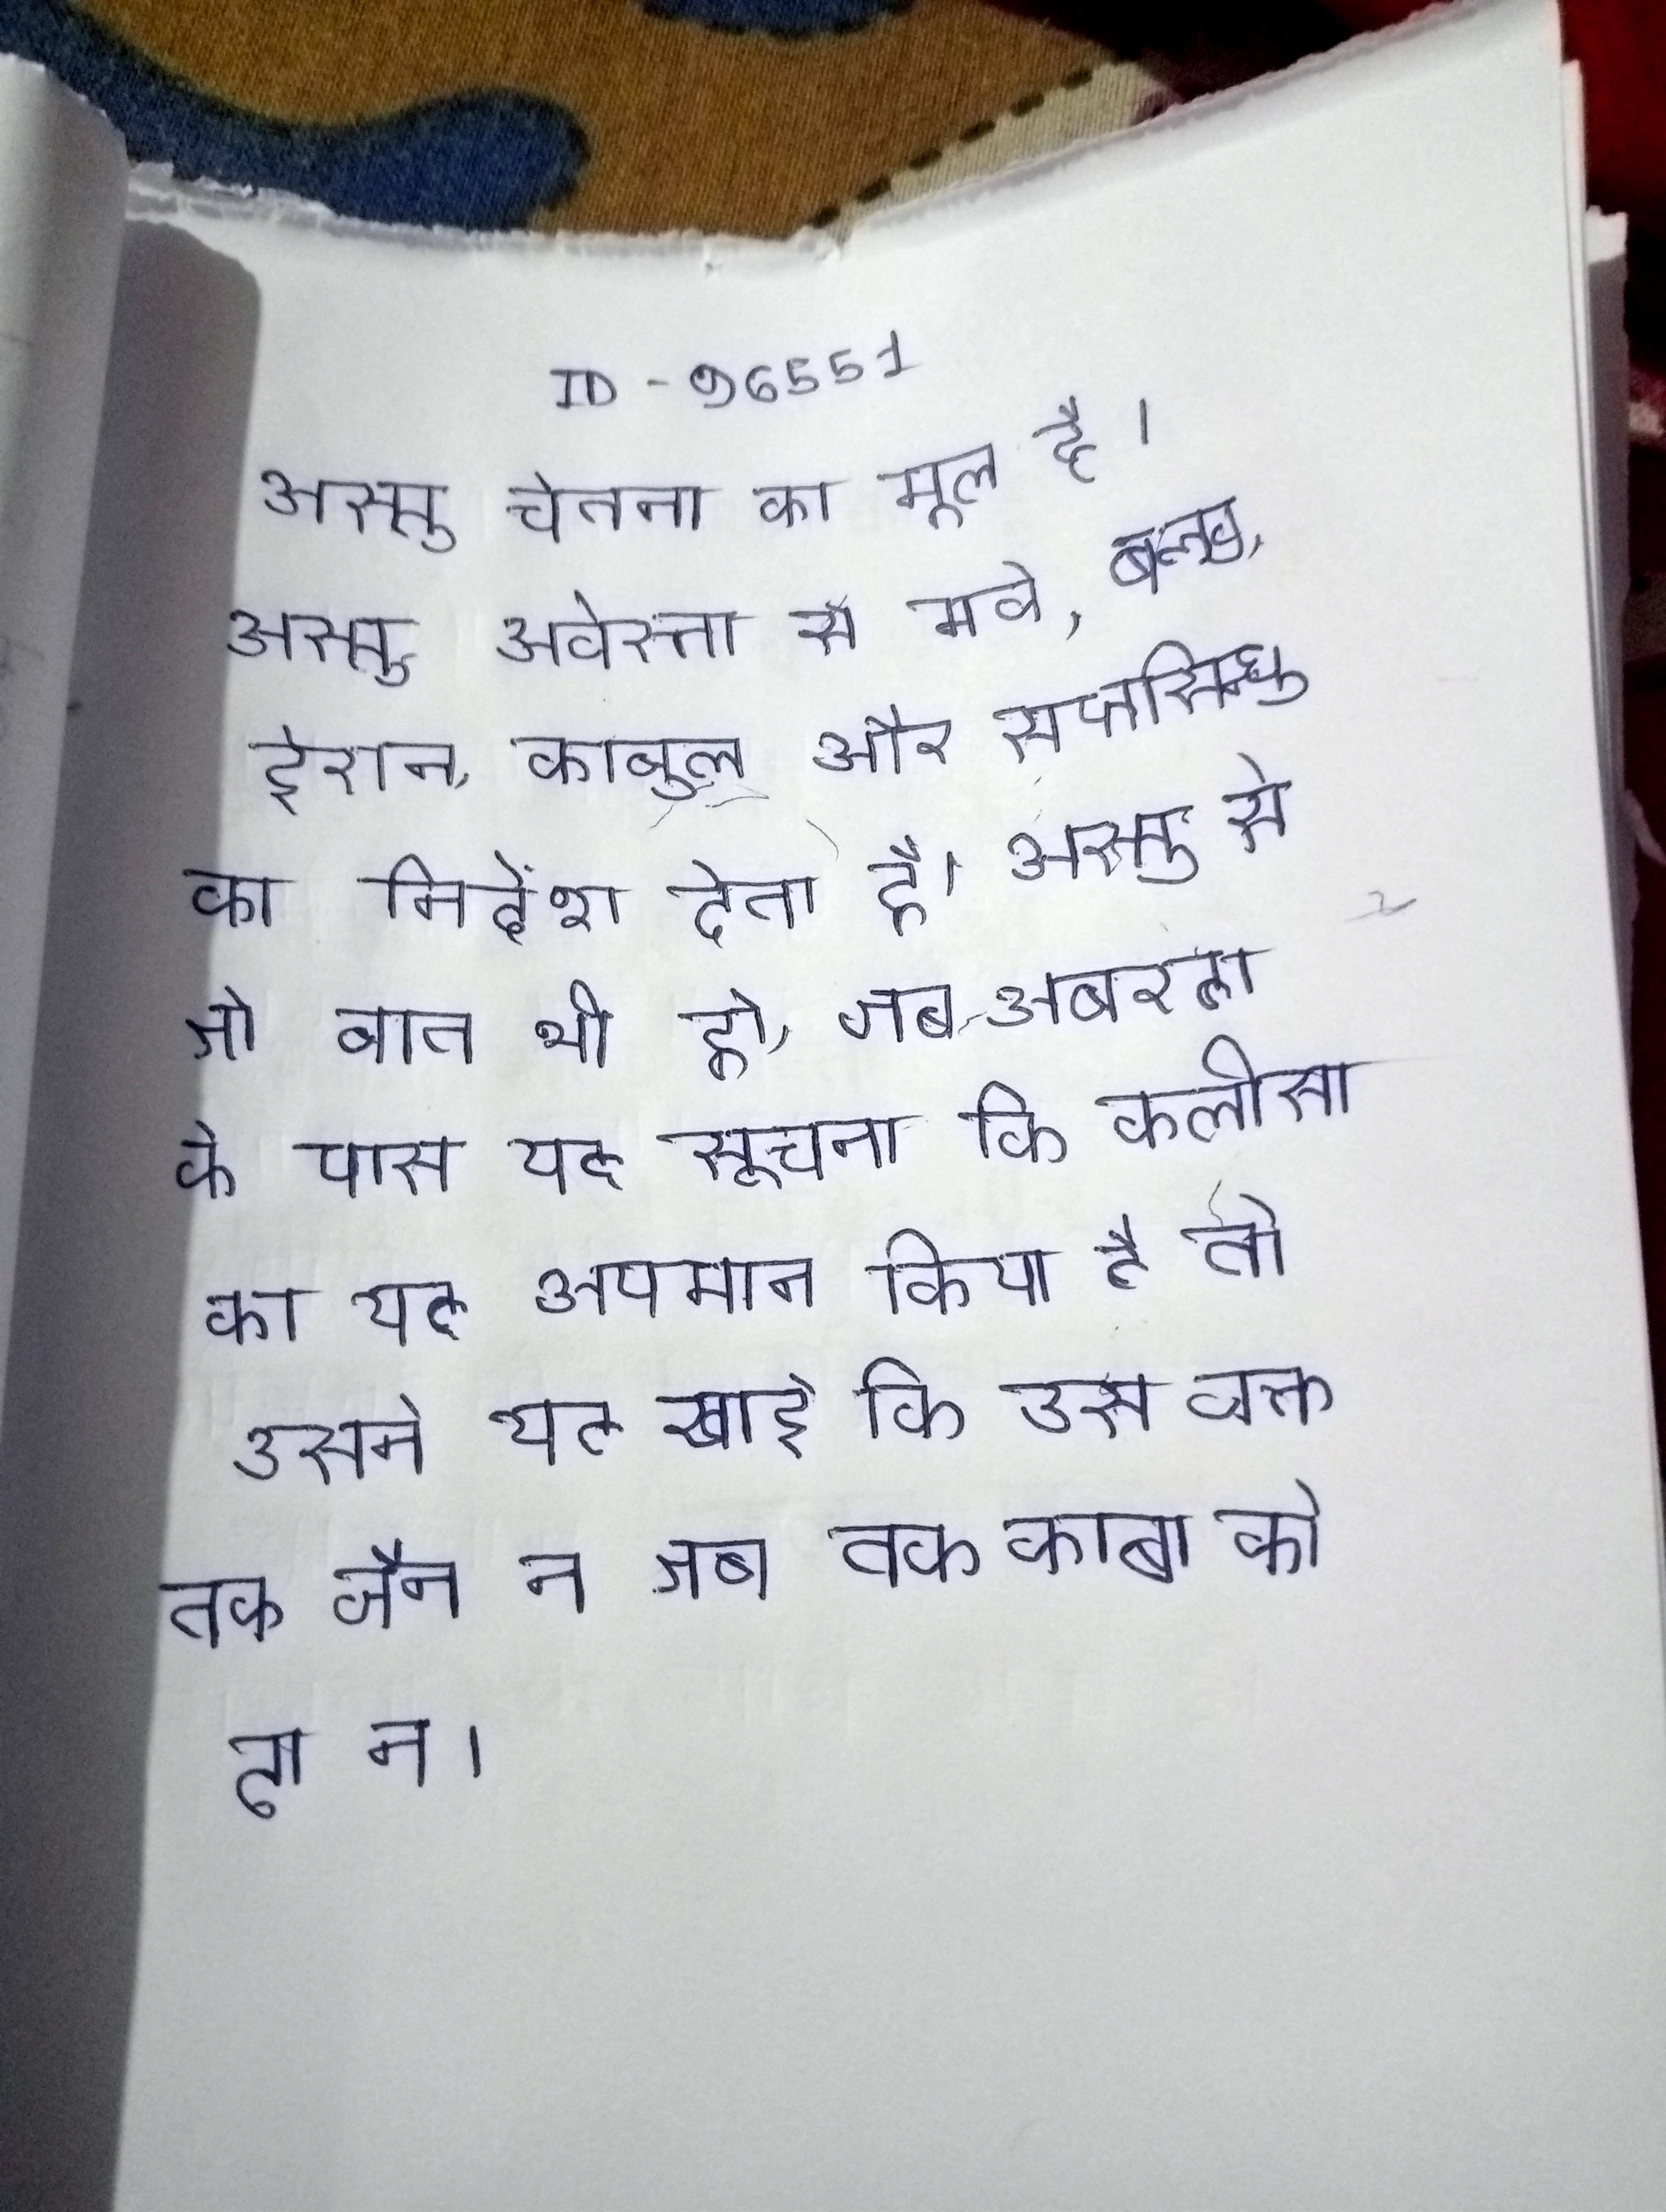 ID - 96551
अस्सु चेतना का मूल है ।
अस्सु अवेस्ता से मर्व, बल्ख,
ईरान, काबुल और सप्तसिन्धु
का निर्देश देता है। अस्सु से
जो बात भी हो, जब अबरहा
के पास यह सूचना कि कलीसा
का यह अपमान किया है तो
उसने यह खाई कि उस वक्त
तक चैन न जब तक काबा को
ढा न ।